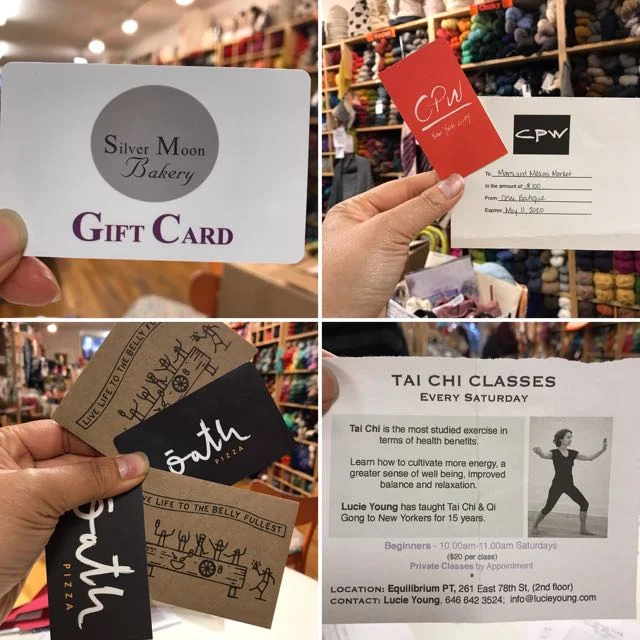 Silver Moon
Bakery
GIFT CARD
CPW
New York City
CPW
To: Moms and Makers Market
In the amount of $100
From: CPW Boutique
Expires: May 11, 2020
LIVE LIFE TO THE BELLY FULLEST
ōath
PIZZA
VE LIFE TO THE BELLY FULLEST
ōath
PIZZA
TAI CHI CLASSES
EVERY SATURDAY
Tai Chi is the most studied exercise in
terms of health benefits.
Learn how to cultivate more energy, a
greater sense of well being, improved
balance and relaxation.
Lucie Young has taught Tai Chi & Qi
Gong to New Yorkers for 15 years.
Beginners - 10.00am-11.00am Saturdays
($20 per class)
Private Classes by Appointment
LOCATION: Equilibrium PT, 261 East 78th St, (2nd floor)
CONTACT: Lucie Young, 646 642 3524; info@lucieyoung.com